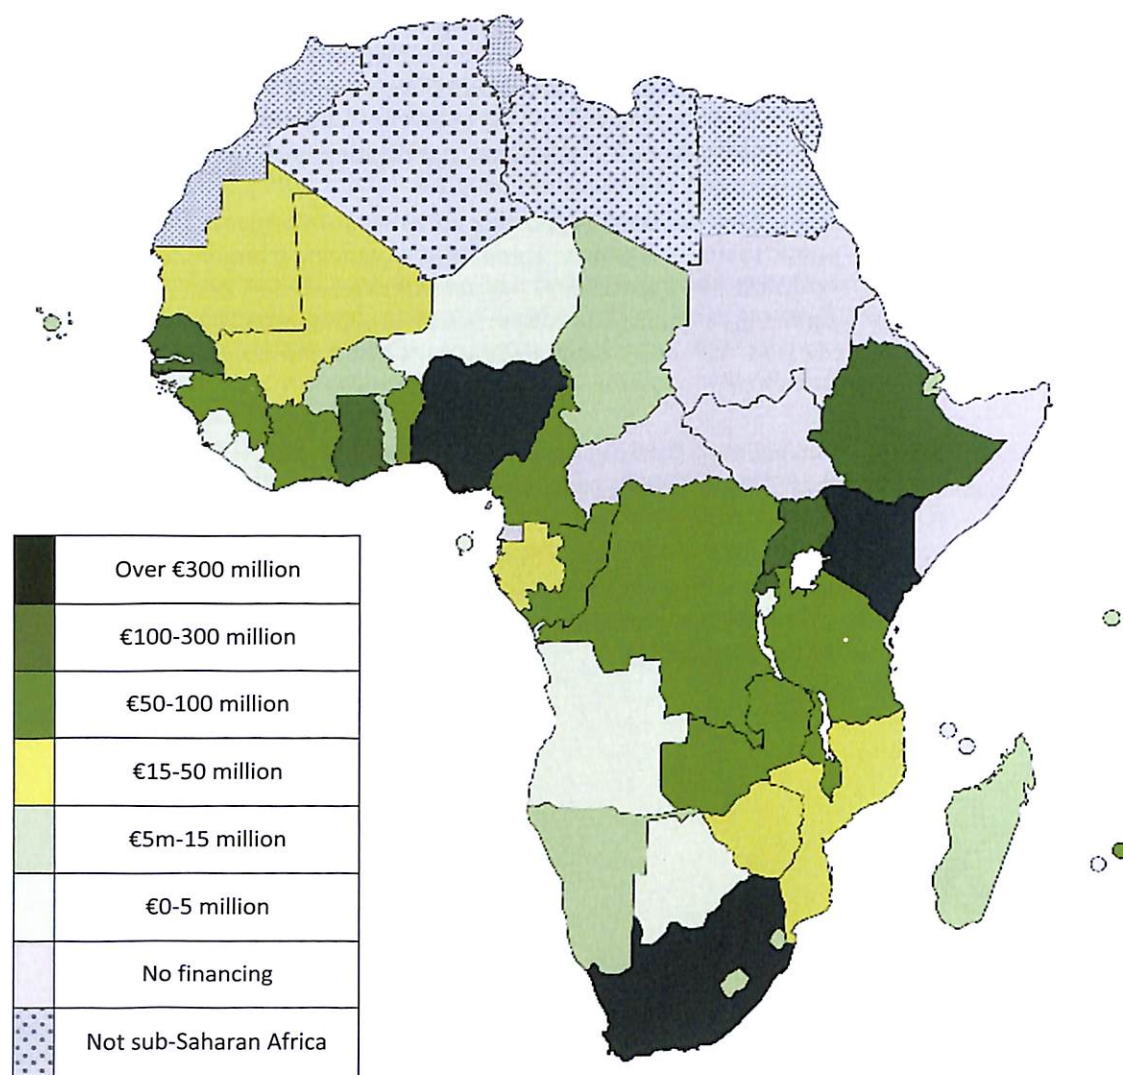 Over €300 million
€100-300 million
€50-100 million
€15-50 million
€5m-15 million
€0-5 million
No financing
Not sub-Saharan Africa